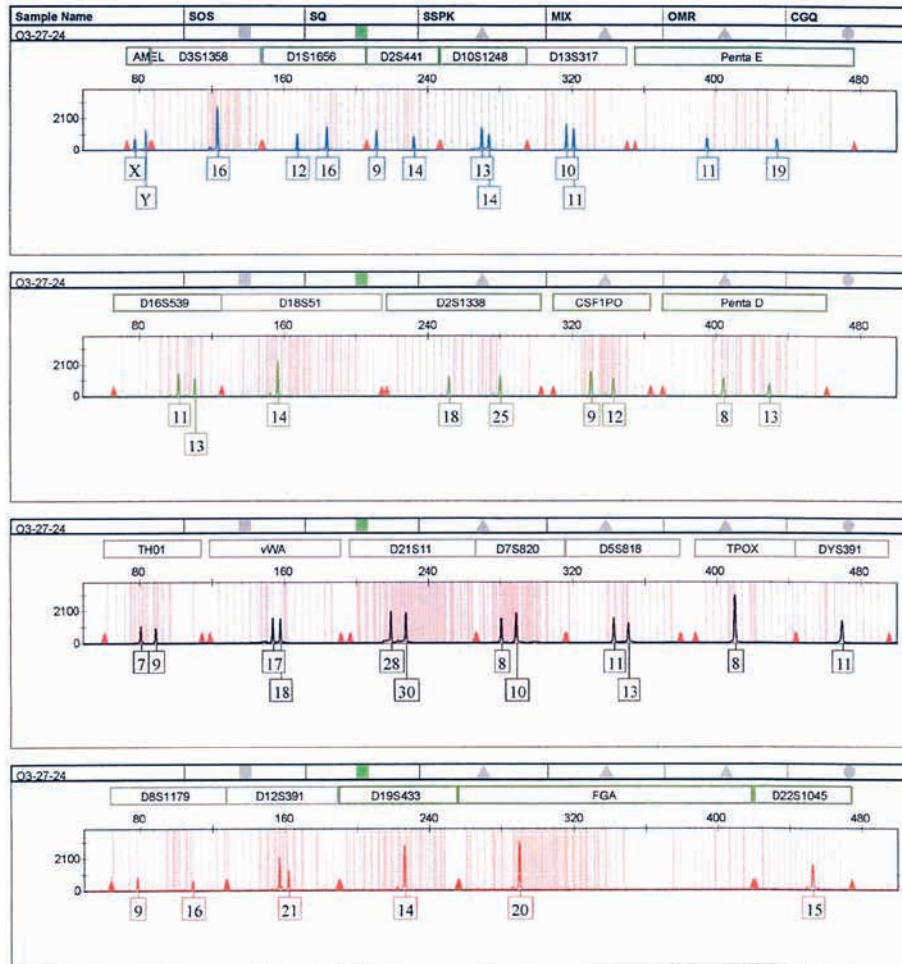 Sample Name SOS SQ SSPK MIX OMR CGQ
O3-27-24
AMEL D3S1358 D1S1656 D2S441 D10S1248 D13S317 Penta E
80 160 240 320 400 480
2100
0
X 16 12 16 9 14 13 10 11 19
Y 14 11
O3-27-24
D16S539 D18S51 D2S1338 CSF1PO Penta D
80 160 240 320 400 480
2100
0
11 14 18 25 9 12 8 13
13
O3-27-24
TH01 vWA D21S11 D7S820 D5S818 TPOX DYS391
80 160 240 320 400 480
2100
0
7 9 17 28 8 11 8 11
18 30 10 13
O3-27-24
D8S1179 D12S391 D19S433 FGA D22S1045
80 160 240 320 400 480
2100
0
9 16 21 14 20 15